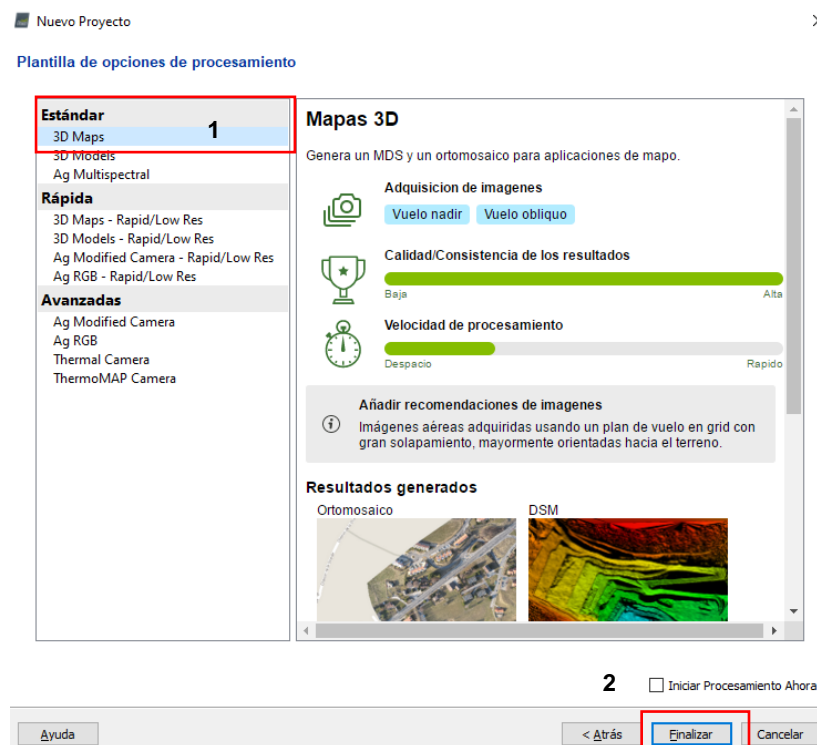 Nuevo Proyecto
Plantilla de opciones de procesamiento
Estándar
3D Maps
1
3D Models
Ag Multispectral
Rápida
3D Maps - Rapid/Low Res
3D Models - Rapid/Low Res
Ag Modified Camera - Rapid/Low Res
Ag RGB - Rapid/Low Res
Avanzadas
Ag Modified Camera
Ag RGB
Thermal Camera
ThermoMAP Camera
Mapas 3D
Genera un MDS y un ortomosaico para aplicaciones de mapo.
Adquisicion de imagenes
Vuelo nadir Vuelo obliquo
Calidad/Consistencia de los resultados
Baja Alta
Velocidad de procesamiento
Despacio Rapido
Añadir recomendaciones de imagenes
Imágenes aéreas adquiridas usando un plan de vuelo en grid con
gran solapamiento, mayormente orientadas hacia el terreno.
Resultados generados
Ortomosaico DSM
2 Iniciar Procesamiento Ahora
Ayuda < Atrás Finalizar Cancelar